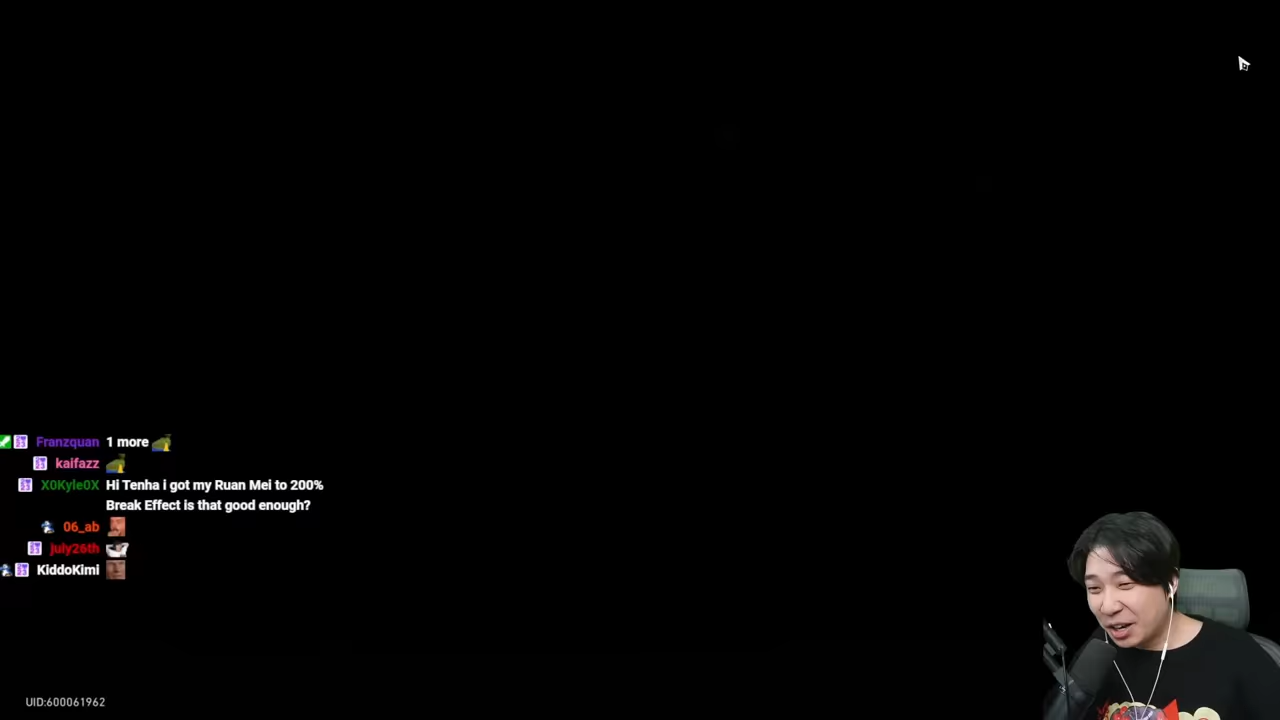 Franzquan 1 more
kaifazz
X0Kyle0X Hi Tenha i got my Ruan Mei to 200%
Break Effect is that good enough?
06_ab
july26th
KiddoKimi
UID:600061962